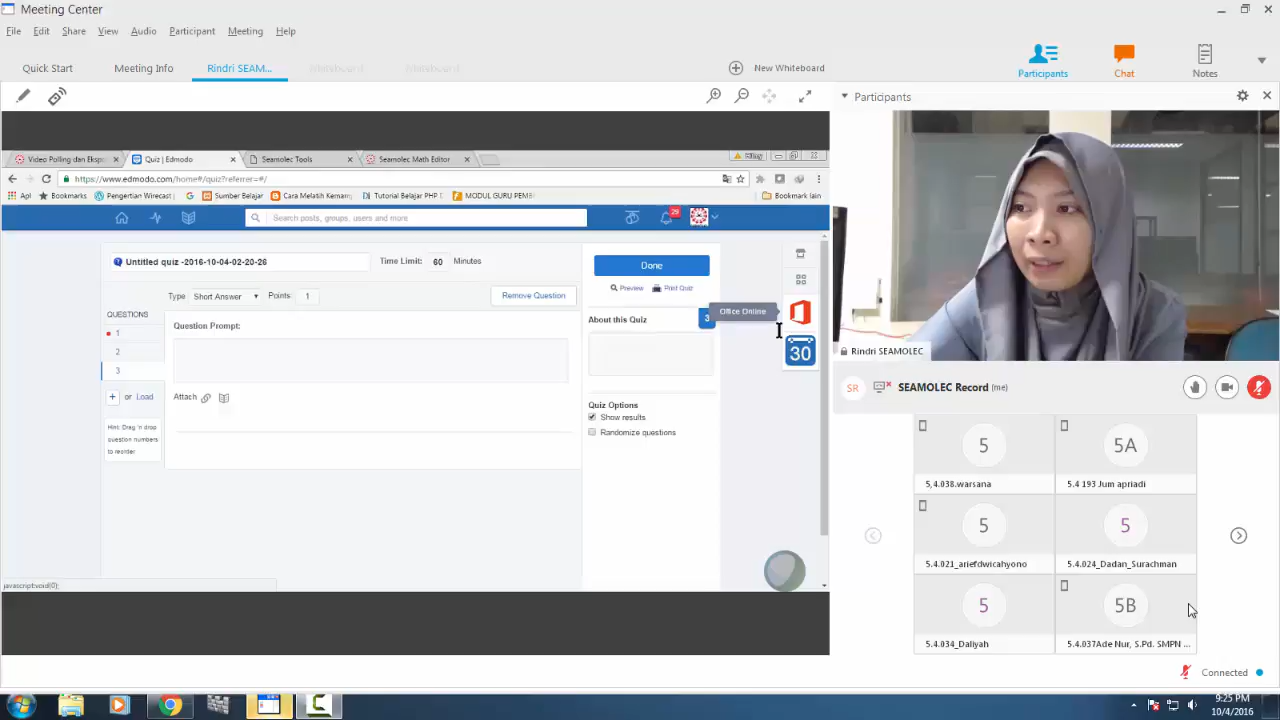 Meeting Center
File Edit Share View Audio Participant Meeting Help
Quick Start Meeting Info Rindri SEAM... Whiteboard Whiteboard New Whiteboard
Participants Chat Notes
Participants
Video Polling dan Ekspo Quiz | Edmodo Seamolec Tools Seamolec Math Editor
https://www.edmodo.com/home#/quiz?referrer=#/
Apl Bookmarks Pengertian Wirecast Sumber Belajar Cara Melatih Keman Tutorial Belajar PHP MODUL GURU PEMB Bookmark lain
Search posts, groups, users and more
29
Untitled quiz -2016-10-04-02-20-26 Time Limit: 60 Minutes
Done
Preview Print Quiz
Type Short Answer Points 1 Remove Question
QUESTIONS
1
2
3
+ or Load
Hint: Drag 'n drop
question numbers
to reorder
Question Prompt:
Attach
About this Quiz 3
Office Online
30
Quiz Options
Show results
Randomize questions
javascript:void(0);
Rindri SEAMOLEC
SR SEAMOLEC Record (me)
5 5A
5,4.038.warsana 5.4 193 Jum apriadi
5 5
5.4.021_ariefdwicahyono 5.4.024_Dadan_Surachman
5 5B
5.4.034_Daliyah 5.4.037Ade Nur, S.Pd. SMPN ...
Connected
9:25 PM
10/4/2016